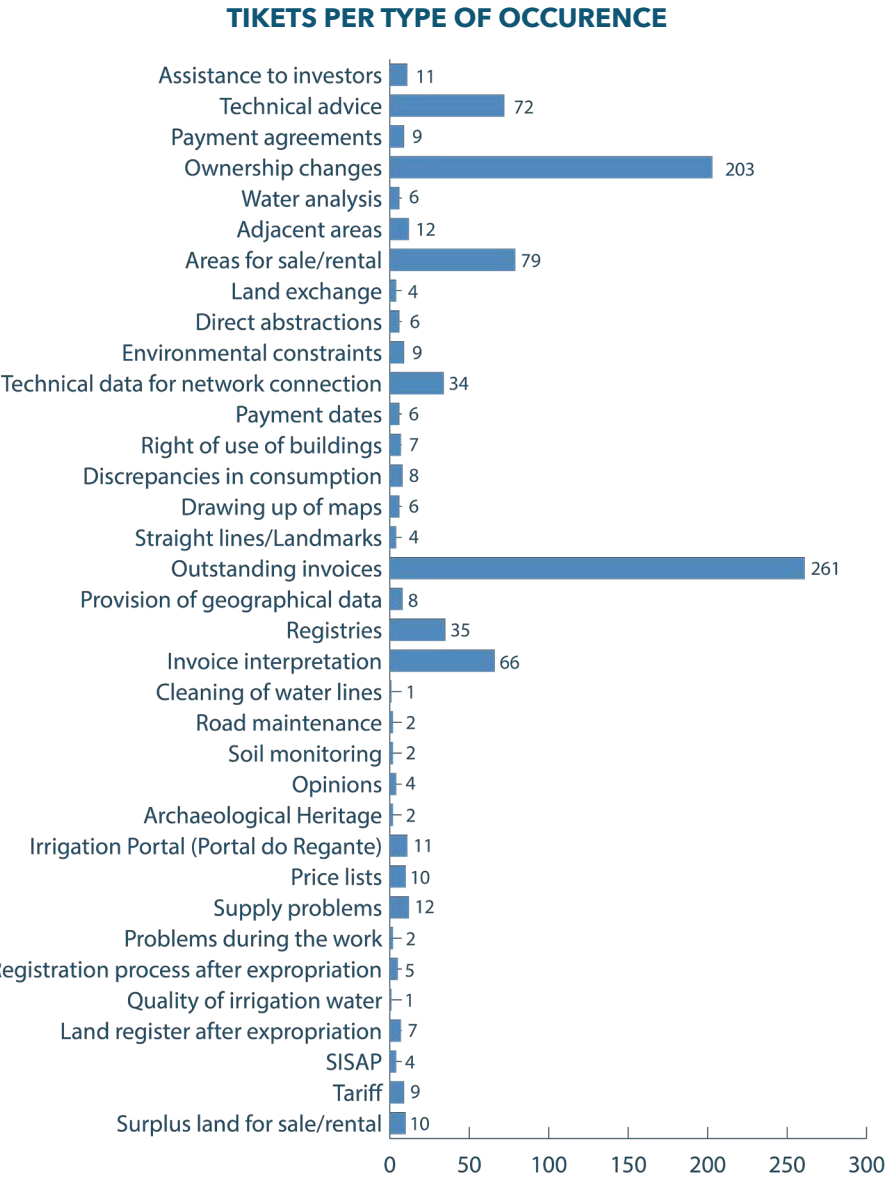 TIKETS PER TYPE OF OCCURENCE
Assistance to investors 11
Technical advice 72
Payment agreements 9
Ownership changes 203
Water analysis 6
Adjacent areas 12
Areas for sale/rental 79
Land exchange 4
Direct abstractions 6
Environmental constraints 9
Technical data for network connection 34
Payment dates 6
Right of use of buildings 7
Discrepancies in consumption 8
Drawing up of maps 6
Straight lines/Landmarks 4
Outstanding invoices 261
Provision of geographical data 8
Registries 35
Invoice interpretation 66
Cleaning of water lines 1
Road maintenance 2
Soil monitoring 2
Opinions 4
Archaeological Heritage 2
Irrigation Portal (Portal do Regante) 11
Price lists 10
Supply problems 12
Problems during the work 2
egistration process after expropriation 5
Quality of irrigation water 1
Land register after expropriation 7
SISAP 4
Tariff 9
Surplus land for sale/rental 10
0 50 100 150 200 250 300